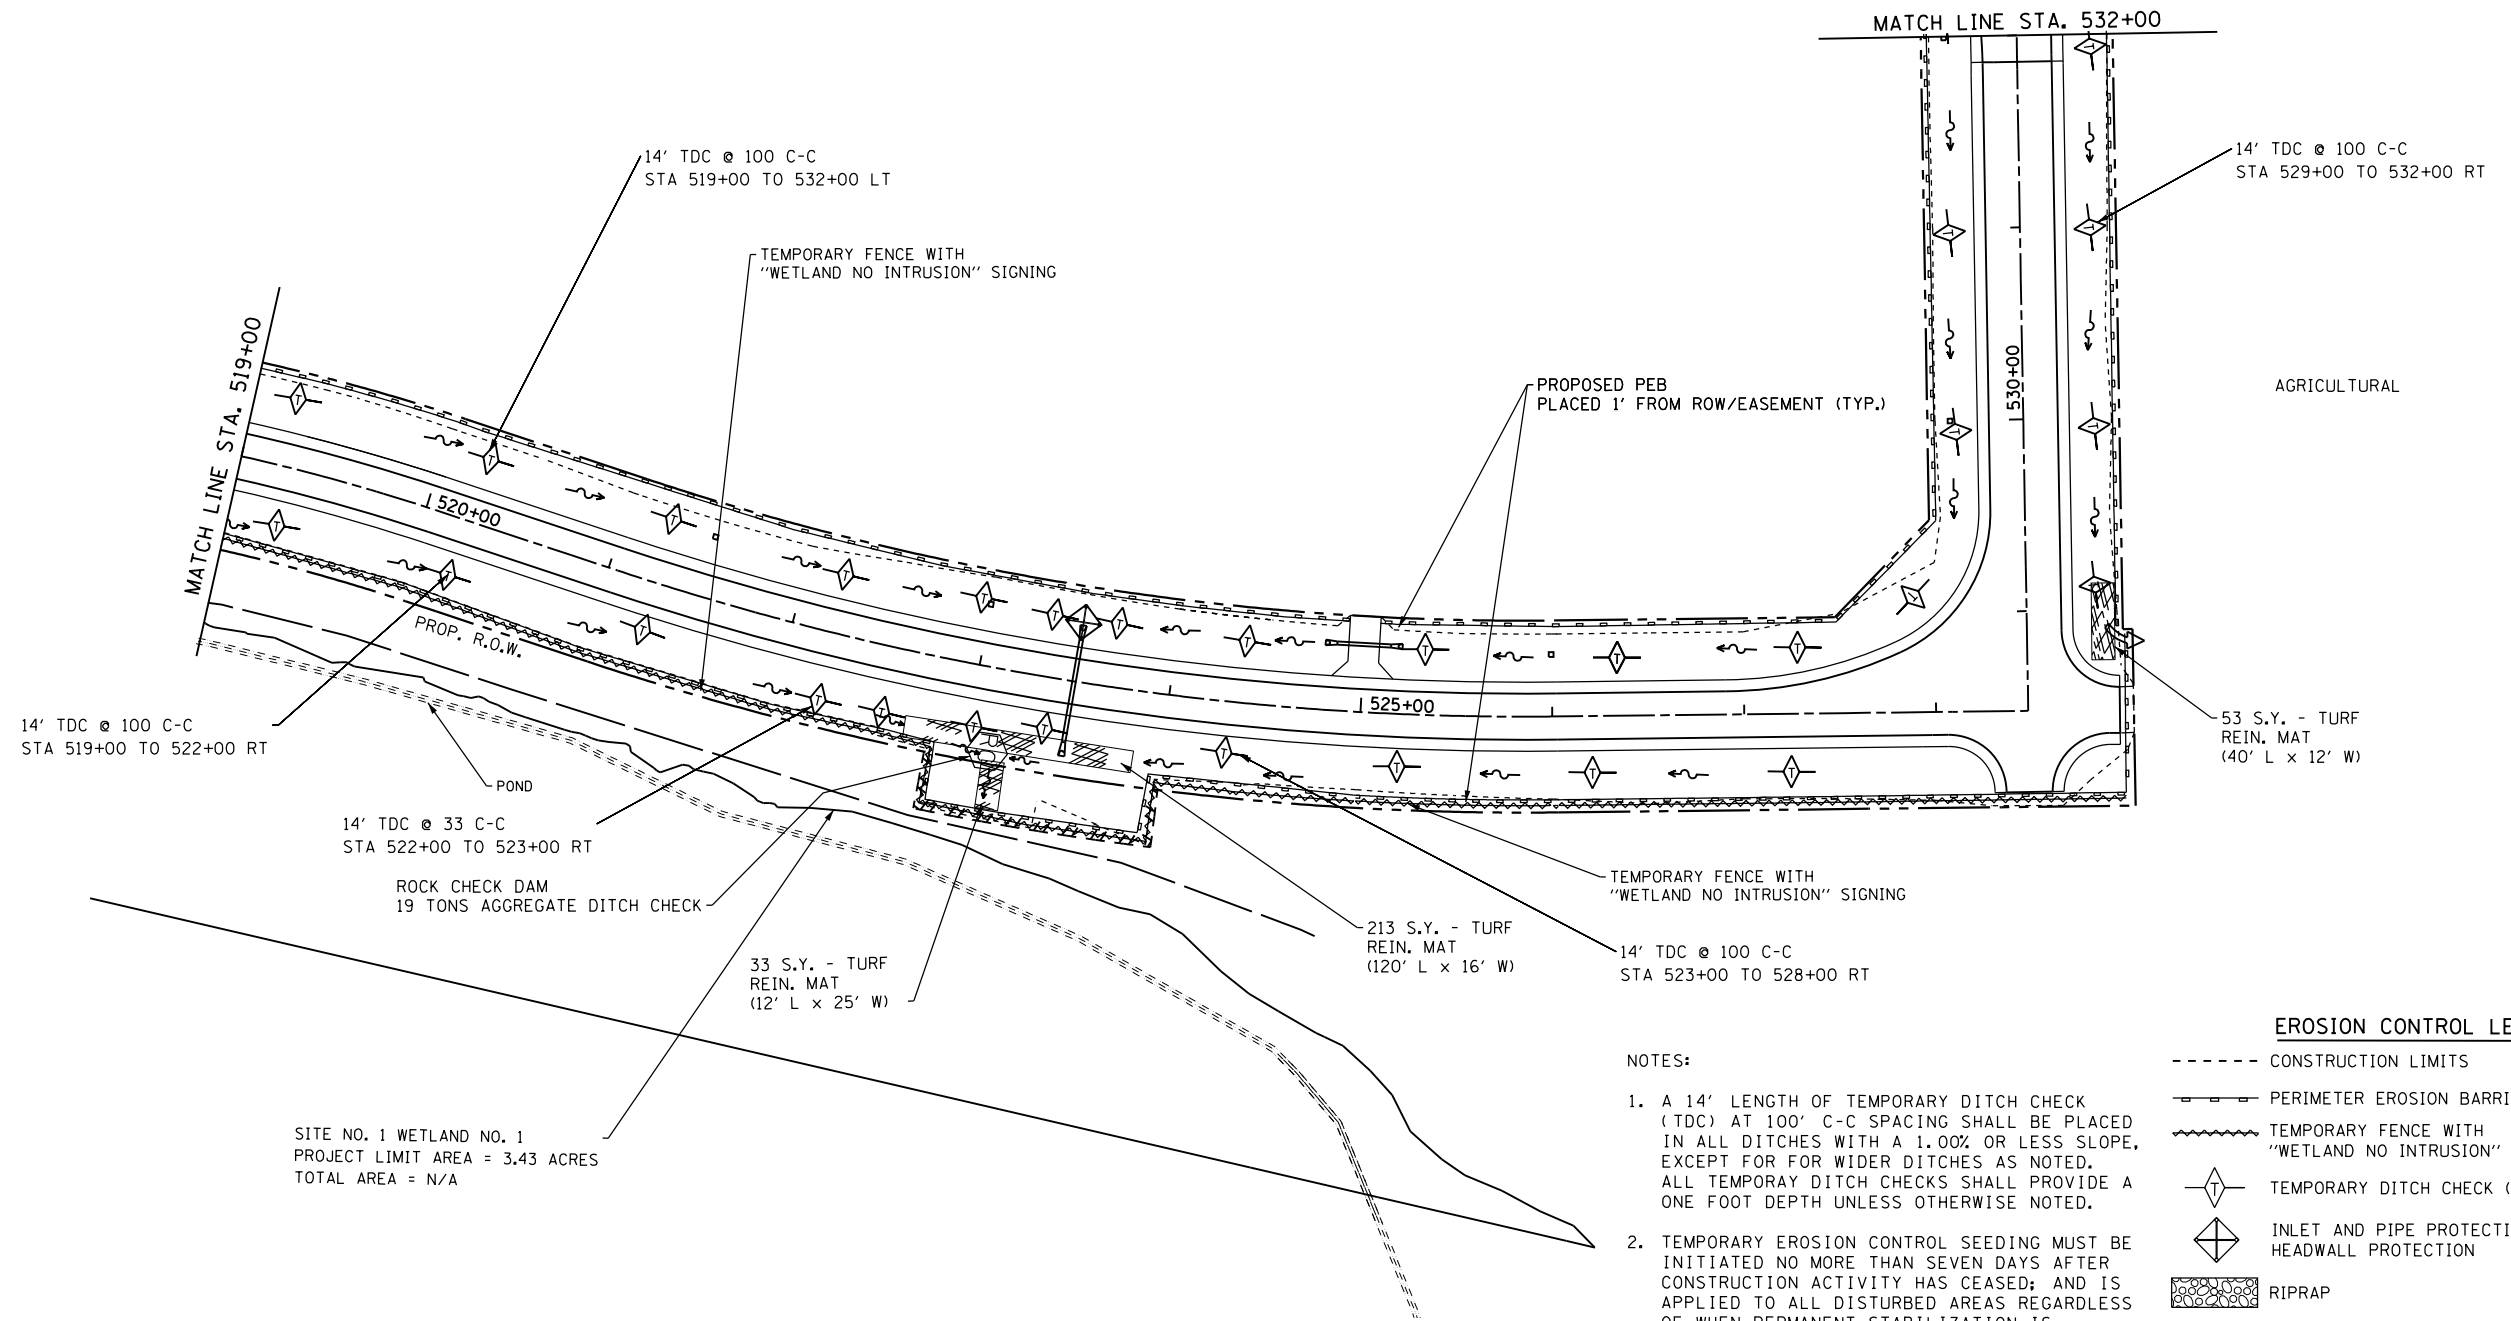 MATCH LINE STA. 532+00
14' TDC @ 100 C-C
STA 519+00 TO 532+00 LT
14' TDC @ 100 C-C
STA 529+00 TO 532+00 RT
TEMPORARY FENCE WITH
"WETLAND NO INTRUSION" SIGNING
MATCH LINE STA. 519+00
PROPOSED PEB
PLACED 1' FROM ROW/EASEMENT (TYP.)
530+00
AGRICULTURAL
520+00
PROP. R.O.W.
525+00
14' TDC @ 100 C-C
STA 519+00 TO 522+00 RT
53 S.Y. - TURF
REIN. MAT
(40' L x 12' W)
POND
14' TDC @ 33 C-C
STA 522+00 TO 523+00 RT
ROCK CHECK DAM
19 TONS AGGREGATE DITCH CHECK
TEMPORARY FENCE WITH
"WETLAND NO INTRUSION" SIGNING
213 S.Y. - TURF
REIN. MAT
(120' L x 16' W)
14' TDC @ 100 C-C
STA 523+00 TO 528+00 RT
33 S.Y. - TURF
REIN. MAT
(12' L x 25' W)
SITE NO. 1 WETLAND NO. 1
PROJECT LIMIT AREA = 3.43 ACRES
TOTAL AREA = N/A
NOTES:
1. A 14' LENGTH OF TEMPORARY DITCH CHECK
(TDC) AT 100' C-C SPACING SHALL BE PLACED
IN ALL DITCHES WITH A 1.00% OR LESS SLOPE,
EXCEPT FOR FOR WIDER DITCHES AS NOTED.
ALL TEMPORAY DITCH CHECKS SHALL PROVIDE A
ONE FOOT DEPTH UNLESS OTHERWISE NOTED.
2. TEMPORARY EROSION CONTROL SEEDING MUST BE
INITIATED NO MORE THAN SEVEN DAYS AFTER
CONSTRUCTION ACTIVITY HAS CEASED; AND IS
APPLIED TO ALL DISTURBED AREAS REGARDLESS
OF WHEN PERMANENT STABILIZATION IS
EROSION CONTROL LE
CONSTRUCTION LIMITS
PERIMETER EROSION BARRI
TEMPORARY FENCE WITH
"WETLAND NO INTRUSION"
T TEMPORARY DITCH CHECK (
INLET AND PIPE PROTECTI
HEADWALL PROTECTION
RIPRAP